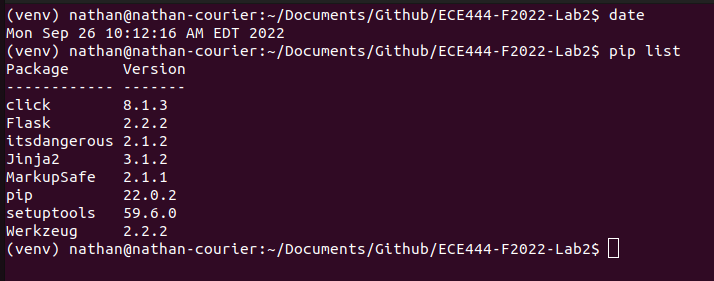 (venv) nathan@nathan-courier:~/Documents/Github/ECE444-F2022-Lab2$ date
Mon Sep 26 10:12:16 AM EDT 2022
(venv) nathan@nathan-courier:~/Documents/Github/ECE444-F2022-Lab2$ pip list
Package      Version
------------ -------
click        8.1.3
Flask        2.2.2
itsdangerous 2.1.2
Jinja2       3.1.2
MarkupSafe   2.1.1
pip          22.0.2
setuptools   59.6.0
Werkzeug     2.2.2
(venv) nathan@nathan-courier:~/Documents/Github/ECE444-F2022-Lab2$